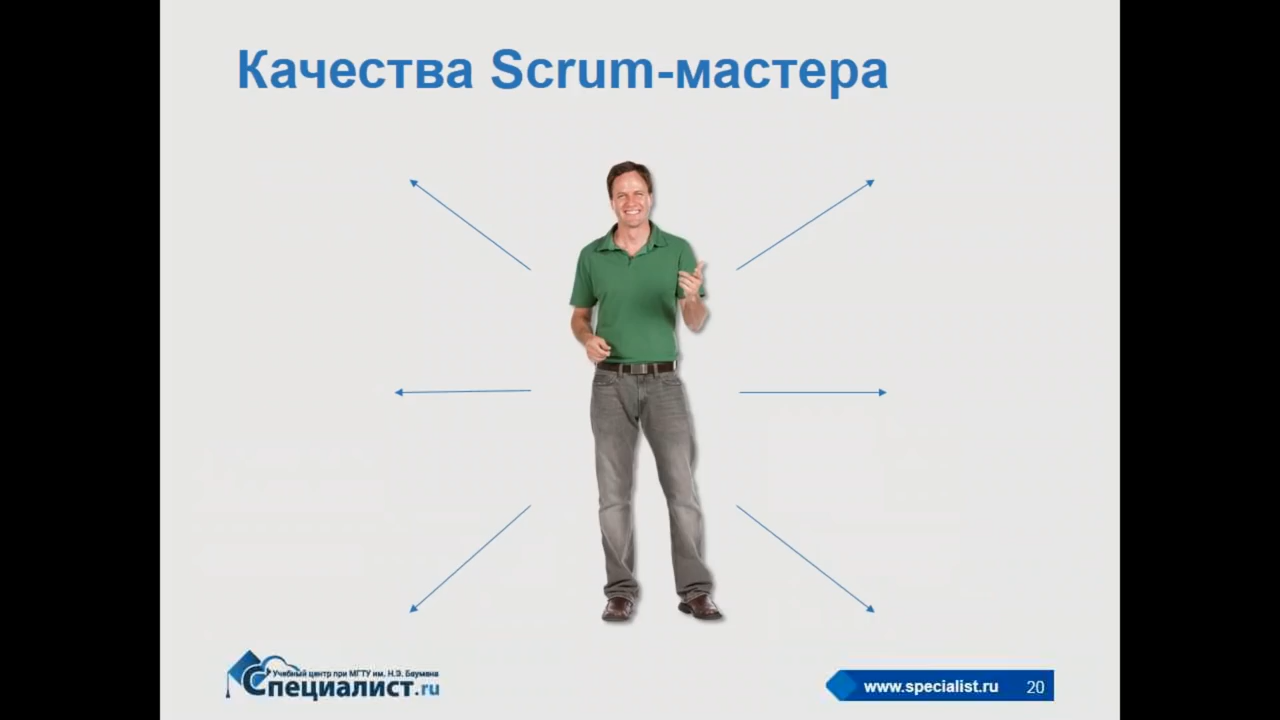 Качества Scrum-мастера
Учебный центр при МГТУ им. Н.Э. Баумана
Специалист.ru
www.specialist.ru 20